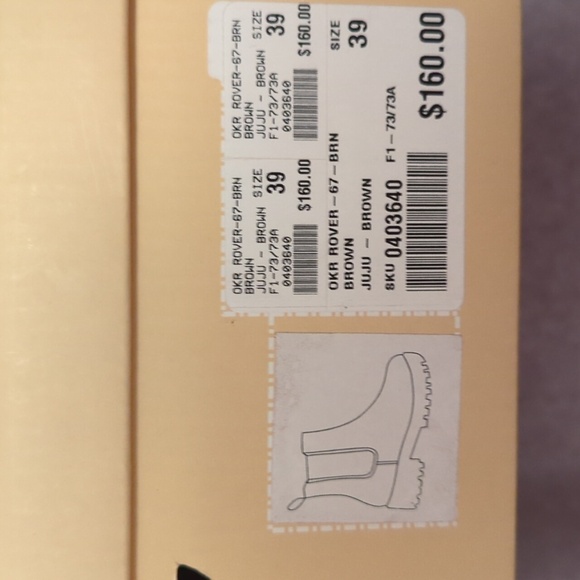 OKR ROVER-67-BRN
BROWN
JUJU - BROWN SIZE
F1-73/73A 39
0403640
$160.00
OKR ROVER-67-BRN
BROWN
JUJU - BROWN SIZE
F1-73/73A 39
0403640
$160.00
OKR ROVER-67-BRN SIZE
BROWN 39
JUJU - BROWN
SKU 0403640 F1-73/73A
$160.00